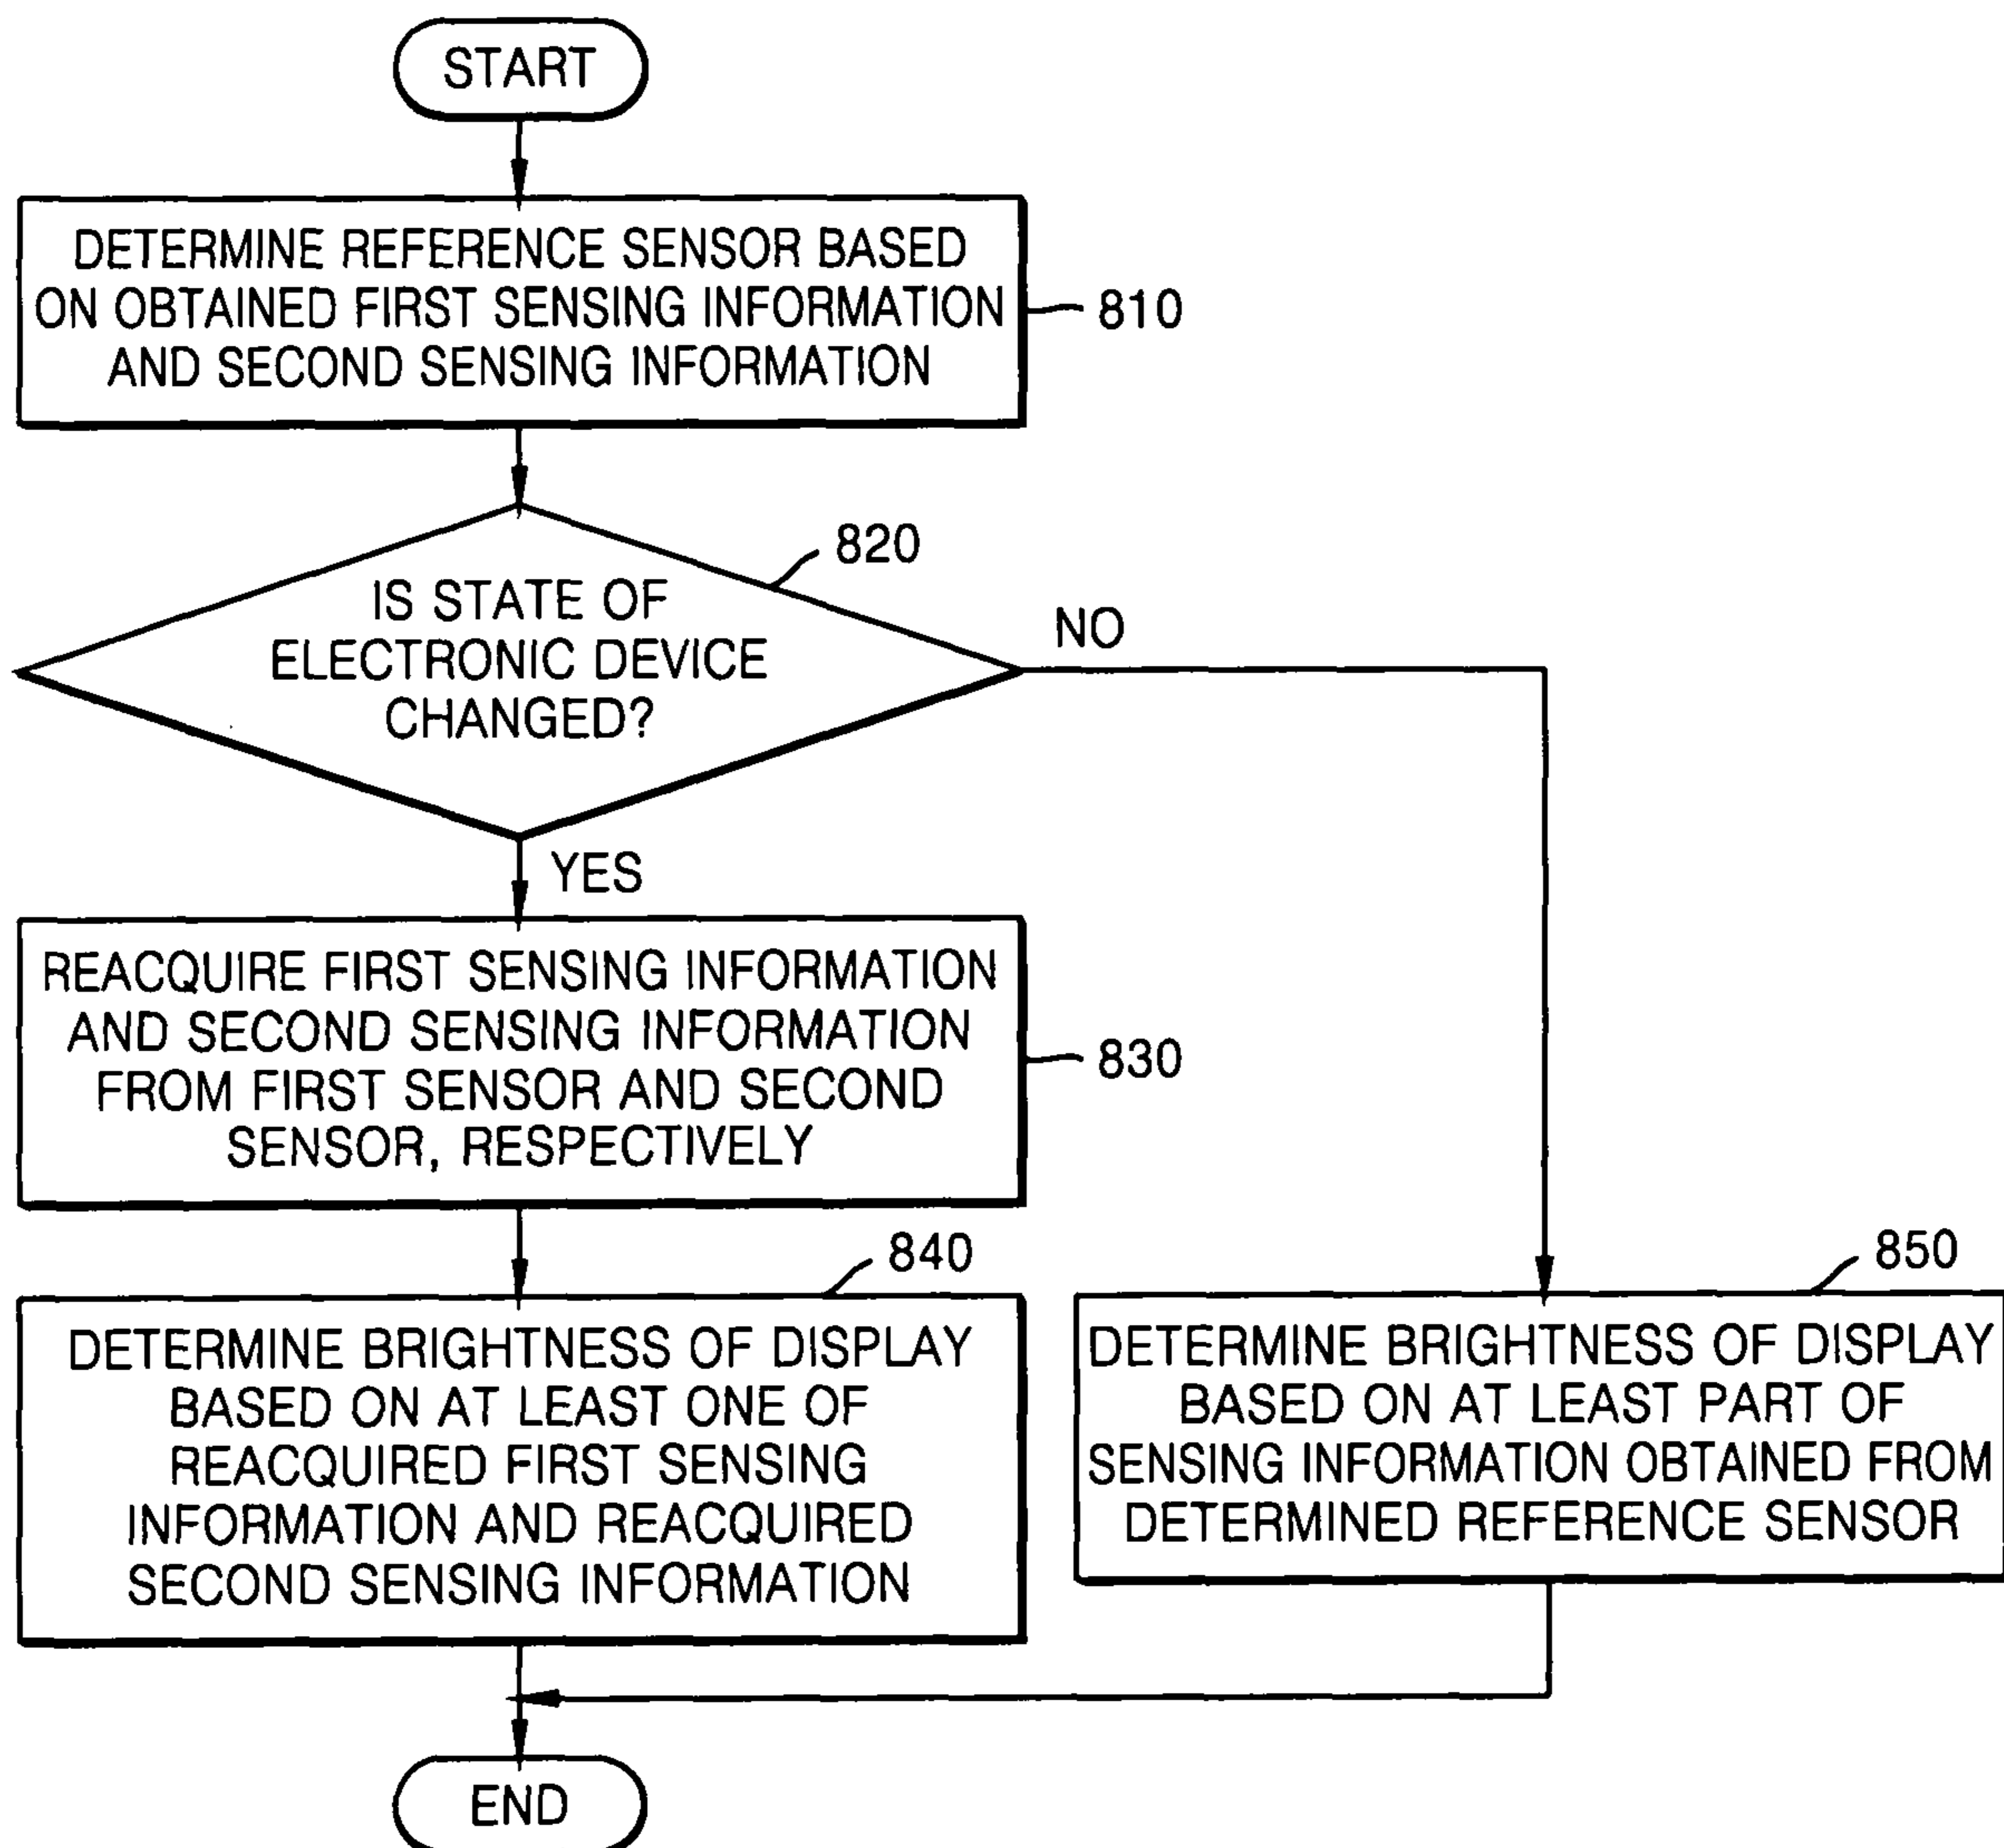 START
DETERMINE REFERENCE SENSOR BASED
ON OBTAINED FIRST SENSING INFORMATION
AND SECOND SENSING INFORMATION
810
820
IS STATE OF
ELECTRONIC DEVICE
CHANGED?
NO
YES
REACQUIRE FIRST SENSING INFORMATION
AND SECOND SENSING INFORMATION
FROM FIRST SENSOR AND SECOND
SENSOR, RESPECTIVELY
830
840
DETERMINE BRIGHTNESS OF DISPLAY
BASED ON AT LEAST ONE OF
REACQUIRED FIRST SENSING
INFORMATION AND REACQUIRED
SECOND SENSING INFORMATION
850
DETERMINE BRIGHTNESS OF DISPLAY
BASED ON AT LEAST PART OF
SENSING INFORMATION OBTAINED FROM
DETERMINED REFERENCE SENSOR
END